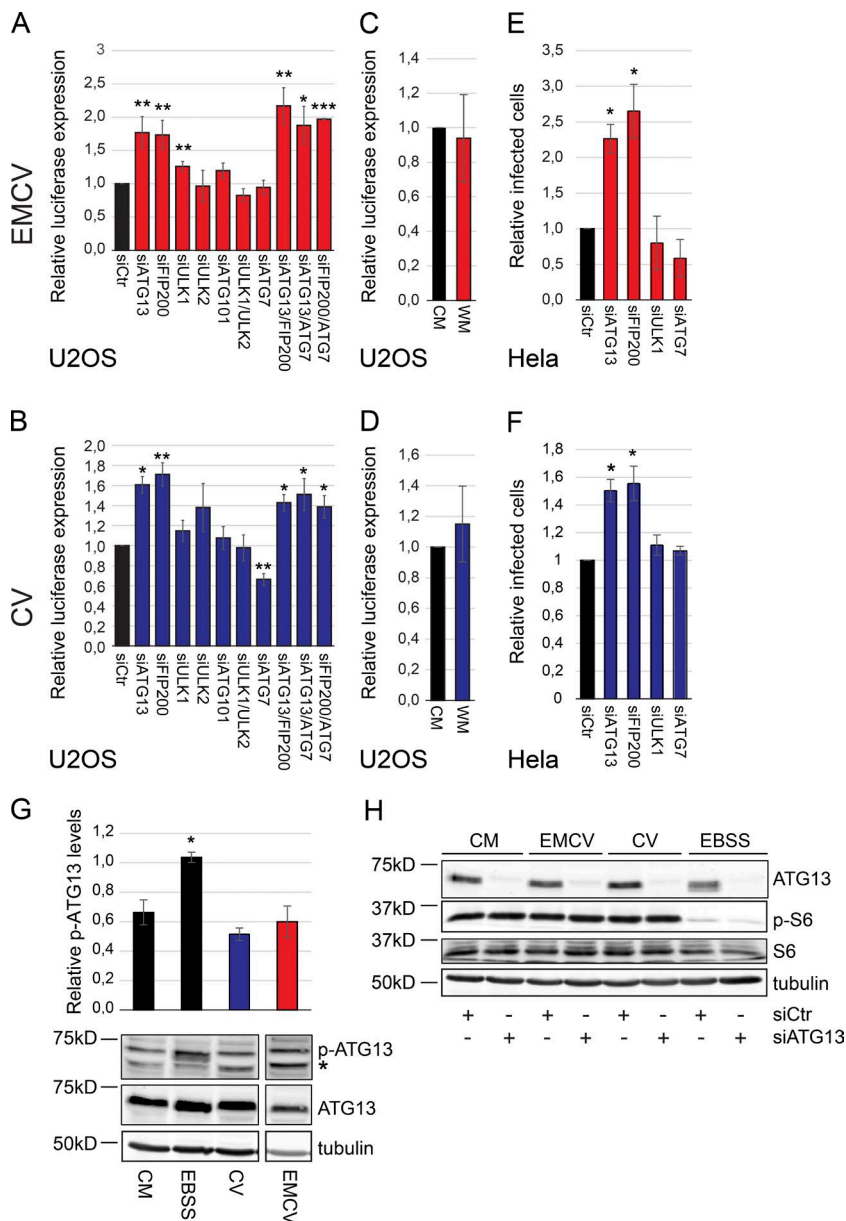 A
EMCV
Relative luciferase expression
3
2,5
2,0
1,5
1,0
0,5
0,0
** ** ** ** * ***
siCtr
siATG13
siFIP200
siULK1
siULK2
siATG101
siULK1/ULK2
siATG7
siATG13/FIP200
siATG13/ATG7
siFIP200/ATG7
U2OS
C
Relative luciferase expression
1,4
1,2
1,0
0,8
0,6
0,4
0,2
0,0
CM
WM
U2OS
E
Relative infected cells
3,5
3,0
2,5
2,0
1,5
1,0
0,5
0,0
* *
siCtr
siATG13
siFIP200
siULK1
siATG7
Hela
B
CV
Relative luciferase expression
2,0
1,8
1,6
1,4
1,2
1,0
0,8
0,6
0,4
0,2
0,0
* ** ** * * *
siCtr
siATG13
siFIP200
siULK1
siULK2
siATG101
siULK1/ULK2
siATG7
siATG13/FIP200
siATG13/ATG7
siFIP200/ATG7
U2OS
D
Relative luciferase expression
1,6
1,4
1,2
1,0
0,8
0,6
0,4
0,2
0,0
CM
WM
U2OS
F
Relative infected cells
1,8
1,6
1,4
1,2
1
0,8
0,6
0,4
0,2
0
* *
siCtr
siATG13
siFIP200
siULK1
siATG7
Hela
G
Relative p-ATG13 levels
1,2
1,0
0,8
0,6
0,4
0,2
0,0
*
75kD
p-ATG13
*
75kD
ATG13
50kD
tubulin
CM
EBSS
CV
EMCV
H
CM EMCV CV EBSS
75kD
ATG13
37kD
p-S6
37kD
S6
50kD
tubulin
+ - + - + - + - siCtr
- + - + - + - + siATG13